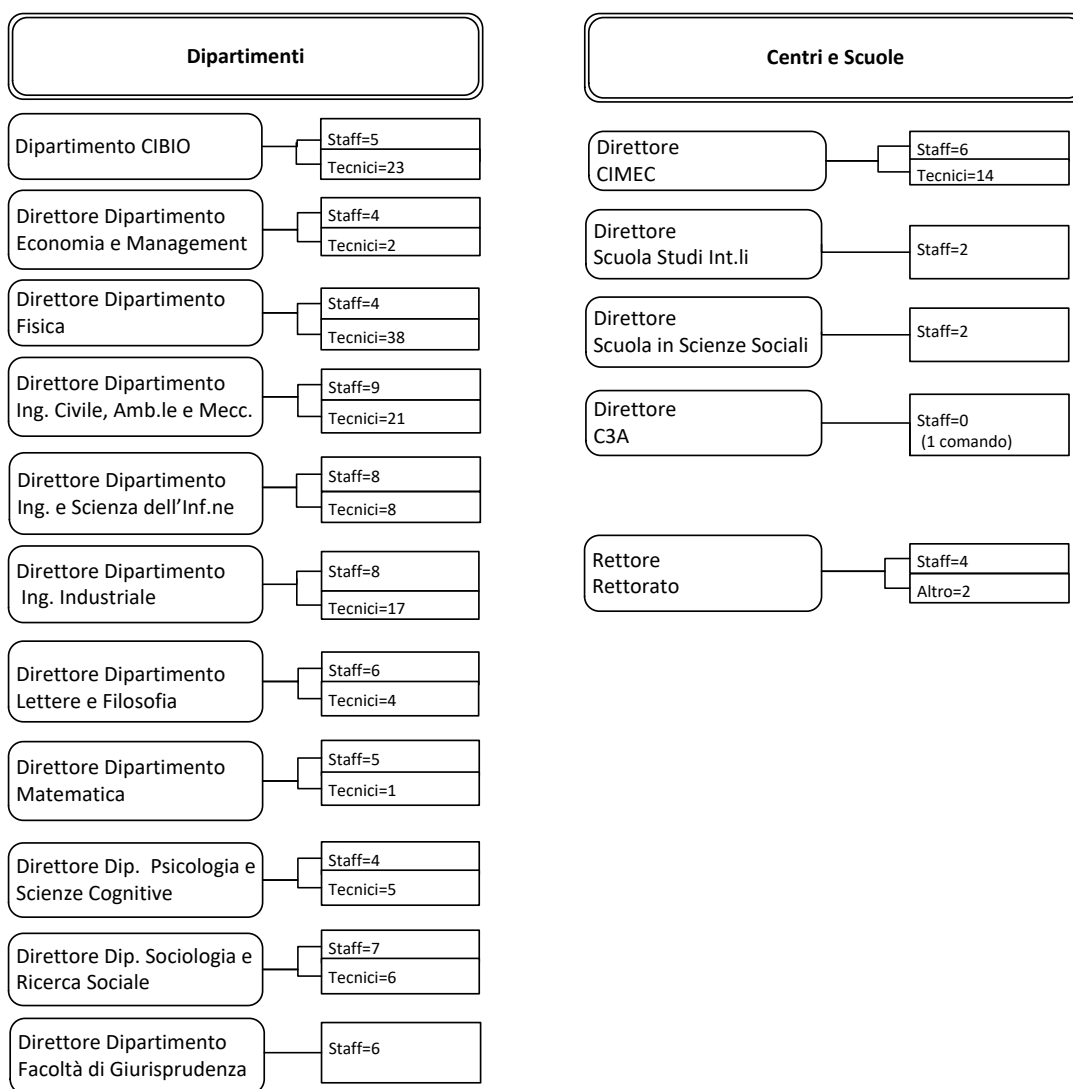 Dipartimenti
Dipartimento CIBIO
Staff=5
Tecnici=23
Direttore Dipartimento
Economia e Management
Staff=4
Tecnici=2
Direttore Dipartimento
Fisica
Staff=4
Tecnici=38
Direttore Dipartimento
Ing. Civile, Amb.le e Mecc.
Staff=9
Tecnici=21
Direttore Dipartimento
Ing. e Scienza dell’Inf.ne
Staff=8
Tecnici=8
Direttore Dipartimento
Ing. Industriale
Staff=8
Tecnici=17
Direttore Dipartimento
Lettere e Filosofia
Staff=6
Tecnici=4
Direttore Dipartimento
Matematica
Staff=5
Tecnici=1
Direttore Dip. Psicologia e
Scienze Cognitive
Staff=4
Tecnici=5
Direttore Dip. Sociologia e
Ricerca Sociale
Staff=7
Tecnici=6
Direttore Dipartimento
Facoltà di Giurisprudenza
Staff=6
Centri e Scuole
Direttore
CIMEC
Staff=6
Tecnici=14
Direttore
Scuola Studi Int.li
Staff=2
Direttore
Scuola in Scienze Sociali
Staff=2
Direttore
C3A
Staff=0
(1 comando)
Rettore
Rettorato
Staff=4
Altro=2